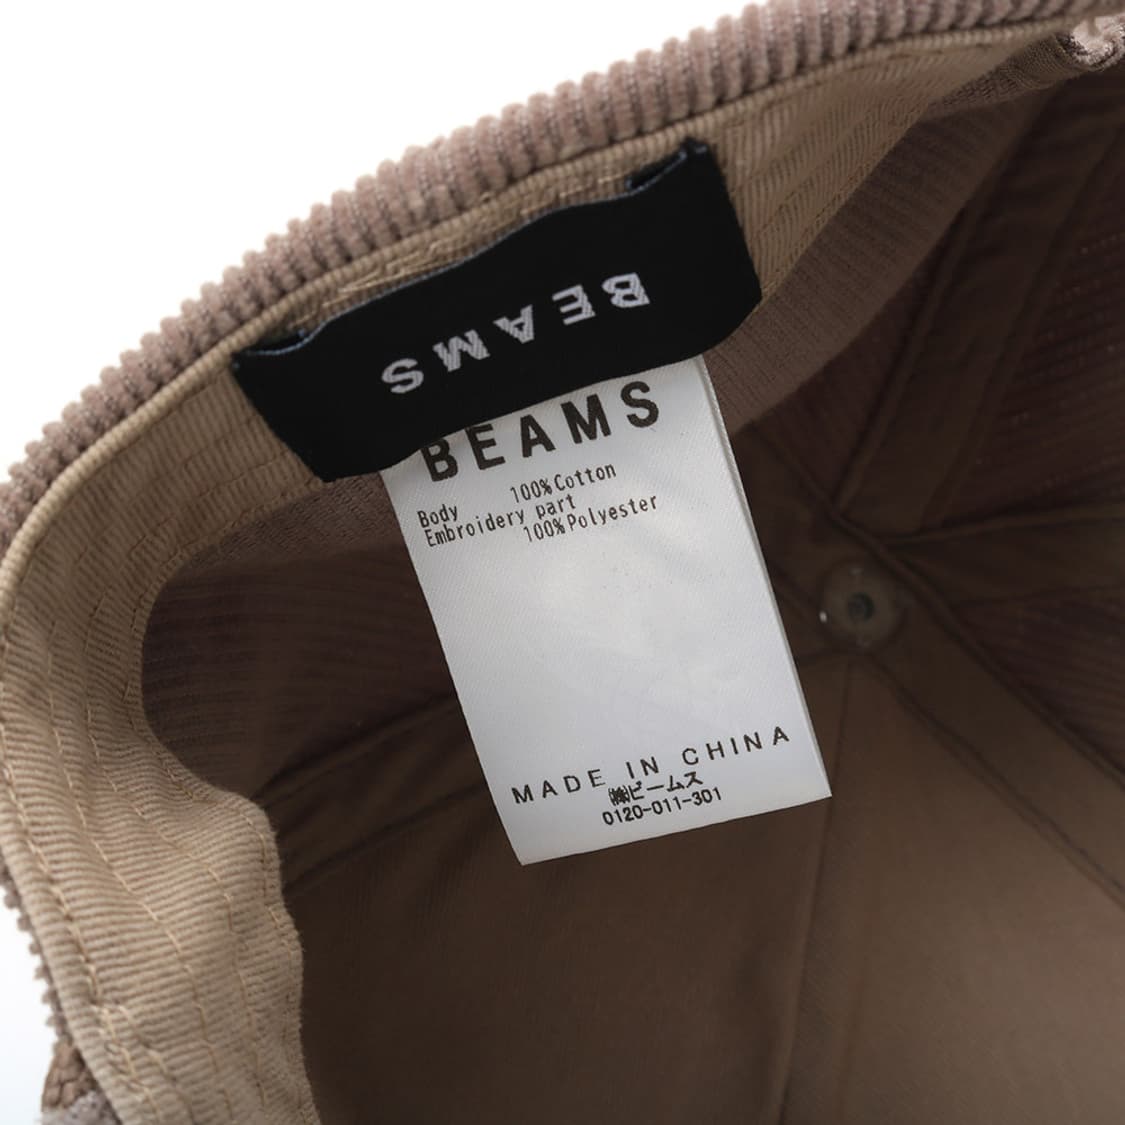 BEAMS
BEAMS
Body 100%Cotton
Embroidery part
100%Polyester
MADE IN CHINA
㈱ビームス
0120-011-301